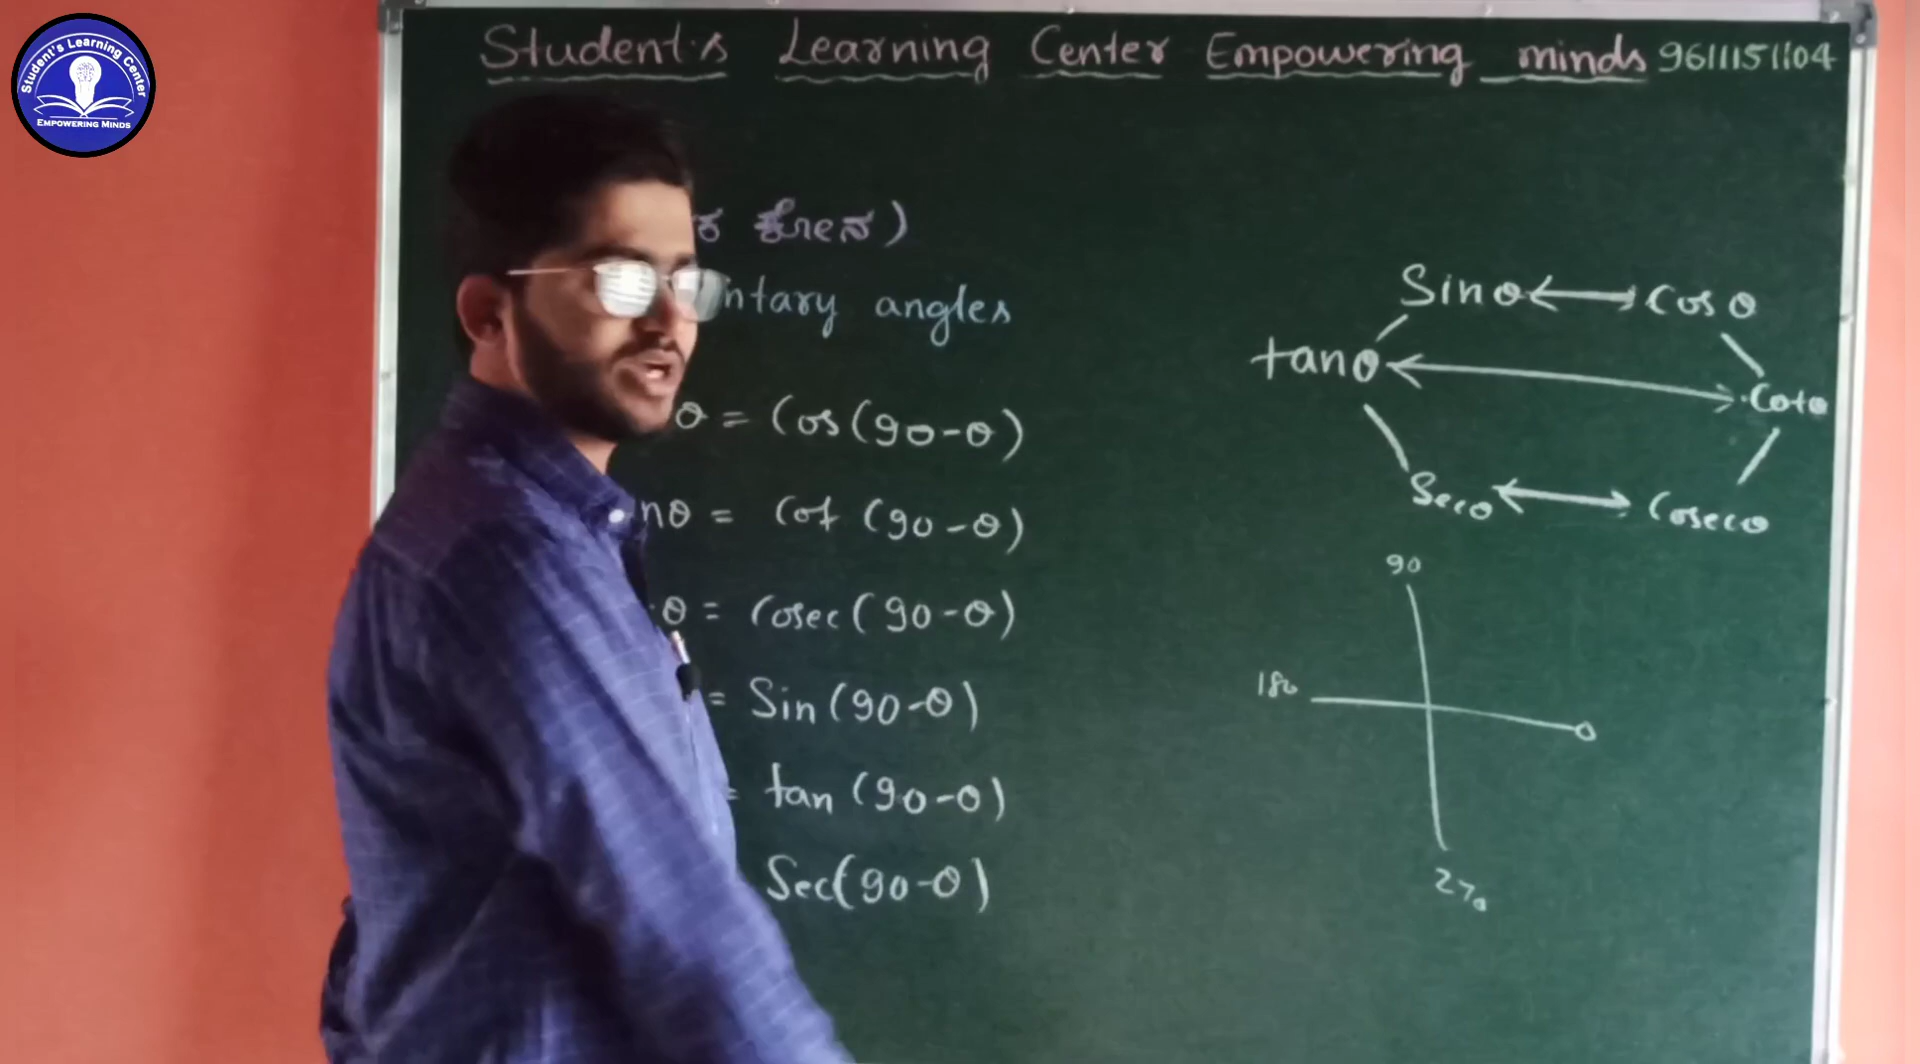 Student's Learning Center
EMPOWERING MINDS
Student's Learning Center Empowering minds 9611151104
ಕ ಕೋನ)
ntary angles
θ = Cos(90-θ)
nθ = Cot (90-θ)
θ = Cosec(90-θ)
= Sin(90-θ)
= tan (90-θ)
Sec(90-θ)
Sinθ Cosθ
tanθ Cotθ
Secθ Cosecθ
90
180 0
270